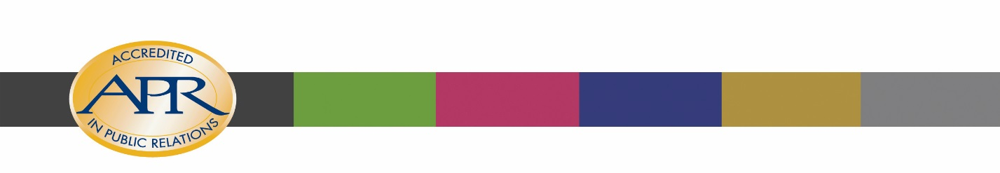 ACCREDITED
APR
IN PUBLIC RELATIONS